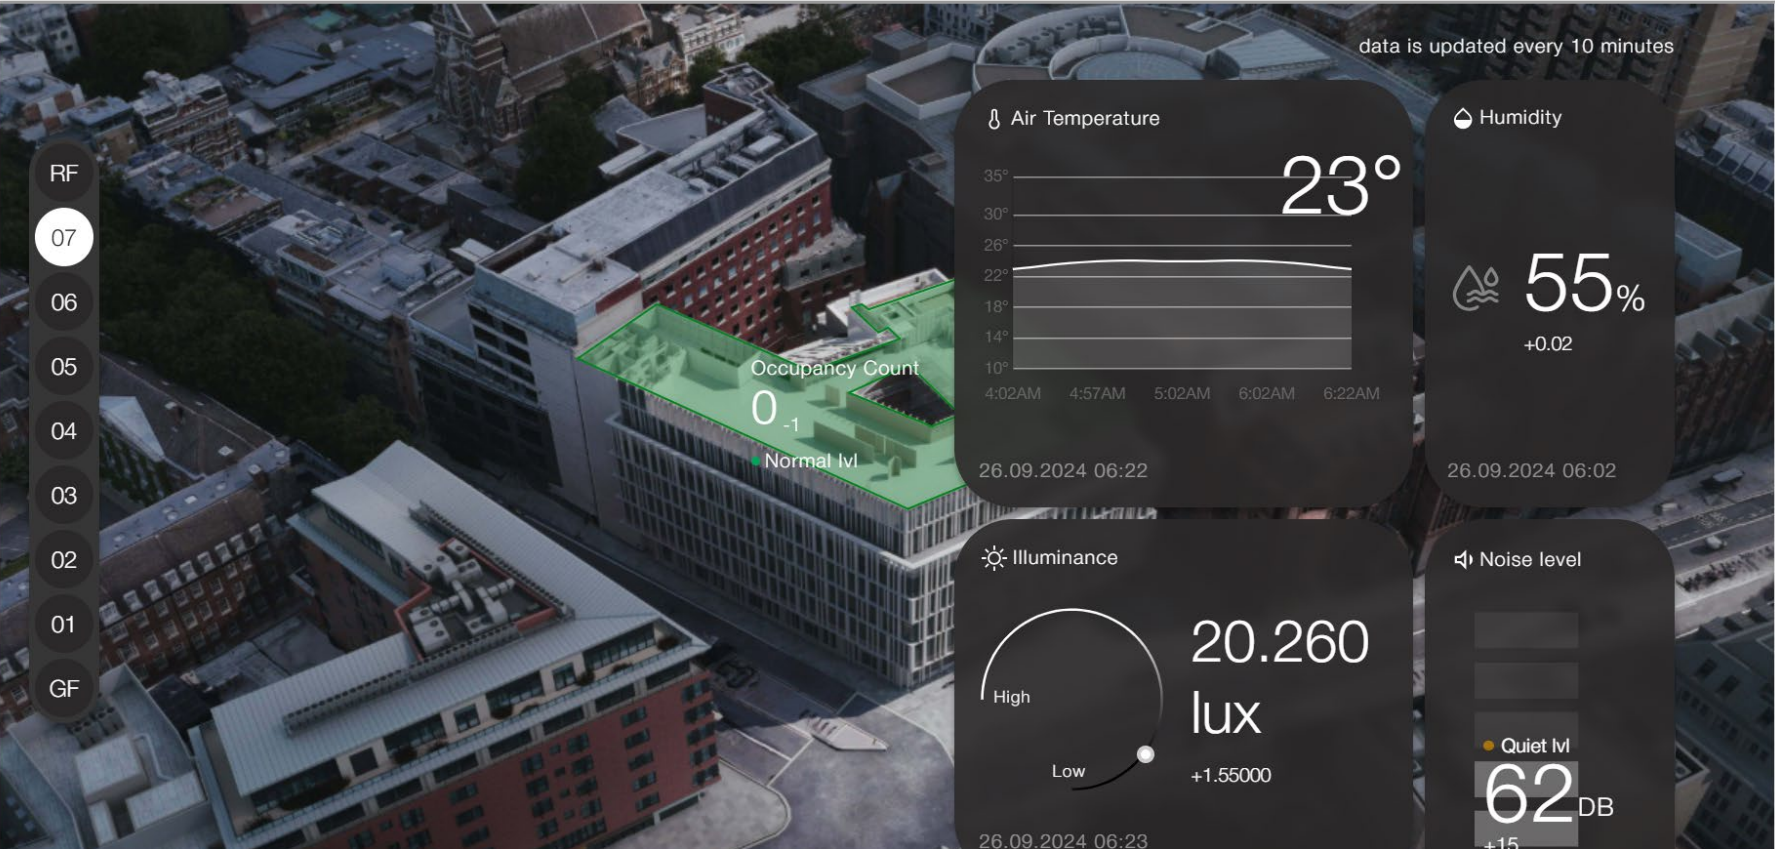 data is updated every 10 minutes
RF
07
06
05
04
03
02
01
GF
Occupancy Count
0 -1
Normal lvl
Air Temperature
23°
35°
30°
26°
22°
18°
14°
10°
4:02AM 4:57AM 5:02AM 6:02AM 6:22AM
26.09.2024 06:22
Humidity
55%
+0.02
26.09.2024 06:02
Illuminance
High
Low
20.260
lux
+1.55000
26.09.2024 06:23
Noise level
Quiet lvl
62 DB
+15